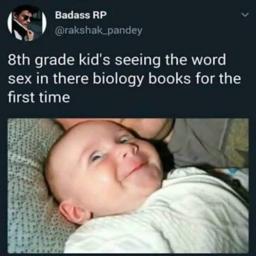 Badass RP
@rakshak_pandey
8th grade kid's seeing the word
sex in there biology books for the
first time